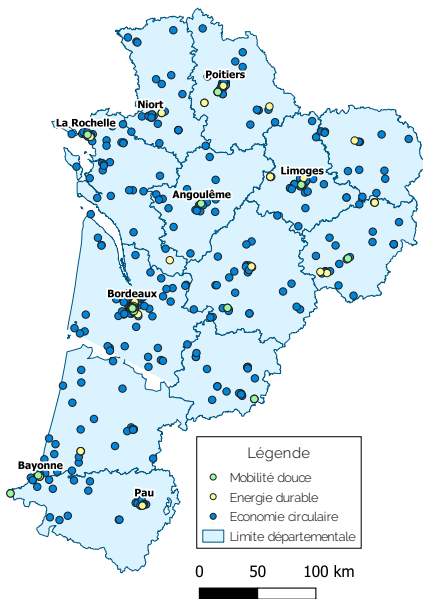 Poitiers
Niort
La Rochelle
Limoges
Angoulême
Bordeaux
Bayonne
Pau
Légende
Mobilité douce
Energie durable
Economie circulaire
Limite départementale
0 50 100 km